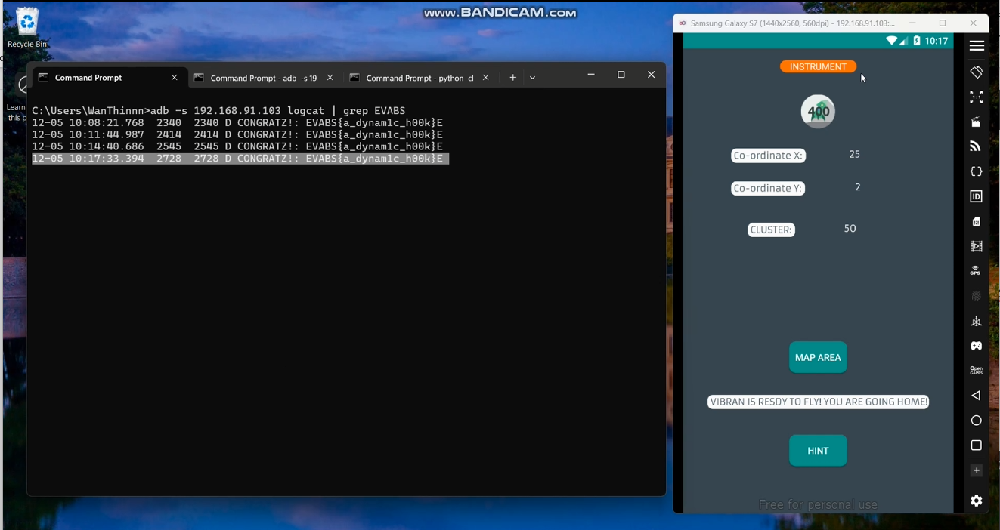 www.BANDICAM.com
Recycle Bin
Learn
this p
Command Prompt
Command Prompt - adb -s 19
Command Prompt - python cl
C:\Users\WanThinnn>adb -s 192.168.91.103 logcat | grep EVABS
12-05 10:08:21.768  2340  2340 D CONGRATZ!: EVABS{a_dynam1c_h00k}E
12-05 10:11:44.987  2414  2414 D CONGRATZ!: EVABS{a_dynam1c_h00k}E
12-05 10:14:40.686  2545  2545 D CONGRATZ!: EVABS{a_dynam1c_h00k}E
12-05 10:17:33.394  2728  2728 D CONGRATZ!: EVABS{a_dynam1c_h00k}E
Samsung Galaxy S7 (1440x2560, 560dpi) - 192.168.91.103:...
10:17
INSTRUMENT
400
Co-ordinate X: 25
Co-ordinate Y: 2
CLUSTER: 50
MAP AREA
VIBRAN IS RESDY TO FLY! YOU ARE GOING HOME!
HINT
Free for personal use
1:1
ID
GPS
Open
GAPPS